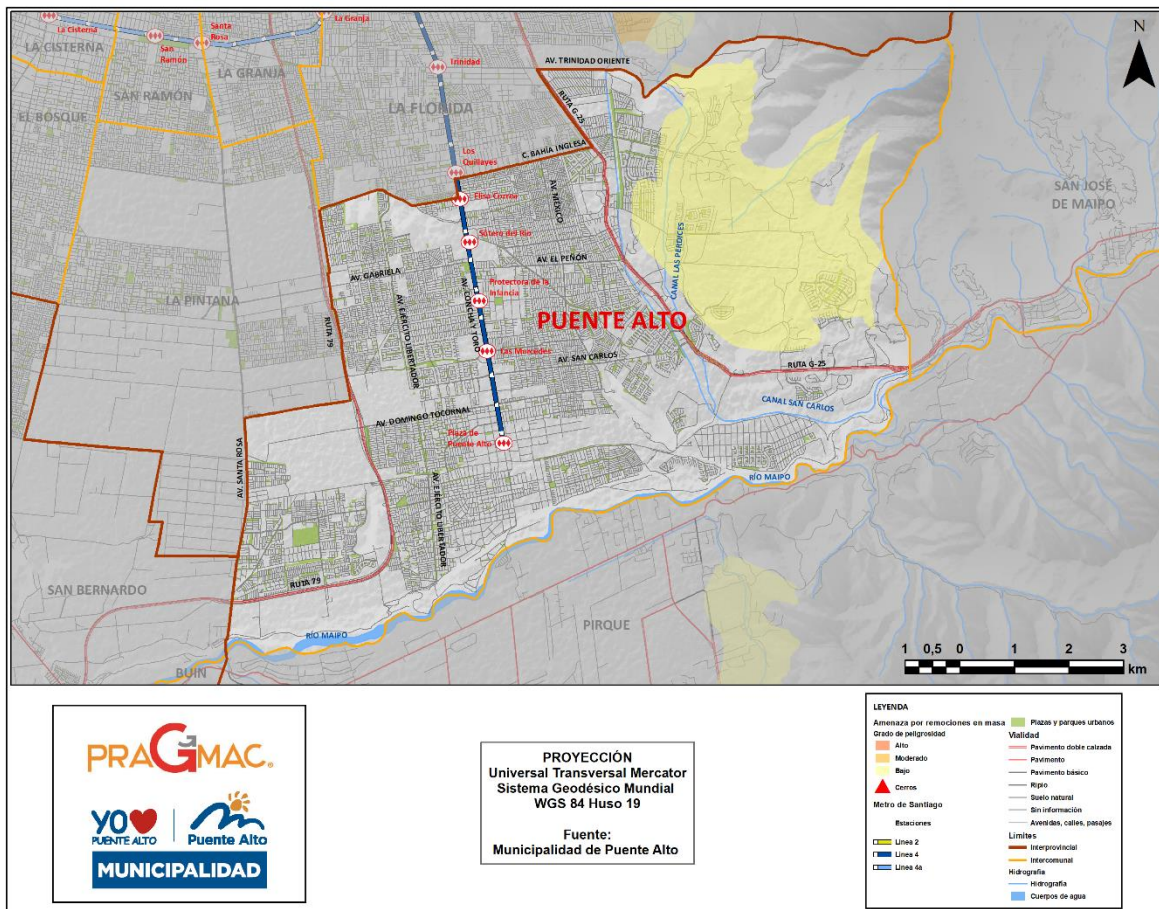 La Cisterna
Santa
Rosa
La Granja
N
LA CISTERNA
San
Ramón
Trinidad
AV. TRINIDAD ORIENTE
LA GRANJA
SAN RAMÓN
RUTA G-25
LA FLORIDA
EL BOSQUE
Los
Quillayes
C. BAHÍA INGLESA
Elisa Correa
AV. MÉXICO
SAN JOSÉ
DE MAIPO
Sótero del Río
CANAL LAS PERDICES
AV. GABRIELA
AV. EL PEÑÓN
LA PINTANA
Protectora de la
Infancia
AV. EJÉRCITO LIBERTADOR
AV. CONCHA Y TORO
RUTA 79
PUENTE ALTO
Las Mercedes
AV. SAN CARLOS
RUTA G-25
CANAL SAN CARLOS
AV. DOMINGO TOCORNAL
Plaza de
Puente Alto
AV. SANTA ROSA
RÍO MAIPO
AV. EJÉRCITO LIBERTADOR
SAN BERNARDO
RUTA 79
PIRQUE
RÍO MAIPO
BUIN
1 0,5 0 1 2 3
km
PRAGMAC®
YO
PUENTE ALTO
Puente Alto
MUNICIPALIDAD
PROYECCIÓN
Universal Transversal Mercator
Sistema Geodésico Mundial
WGS 84 Huso 19
Fuente:
Municipalidad de Puente Alto
LEYENDA
Amenaza por remociones en masa
Grado de peligrosidad
Alto
Moderado
Bajo
Cerros
Metro de Santiago
Estaciones
Linea 2
Linea 4
Linea 4a
Plazas y parques urbanos
Vialidad
Pavimento doble calzada
Pavimento
Pavimento básico
Ripio
Suelo natural
Sin información
Avenidas, calles, pasajes
Limites
Interprovincial
Intercomunal
Hidrografia
Hidrografía
Cuerpos de agua